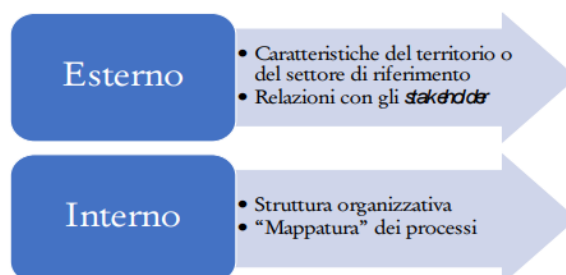 Esterno
• Caratteristiche del territorio o
del settore di riferimento
• Relazioni con gli stakeholder
Interno
• Struttura organizzativa
• “Mappatura” dei processi